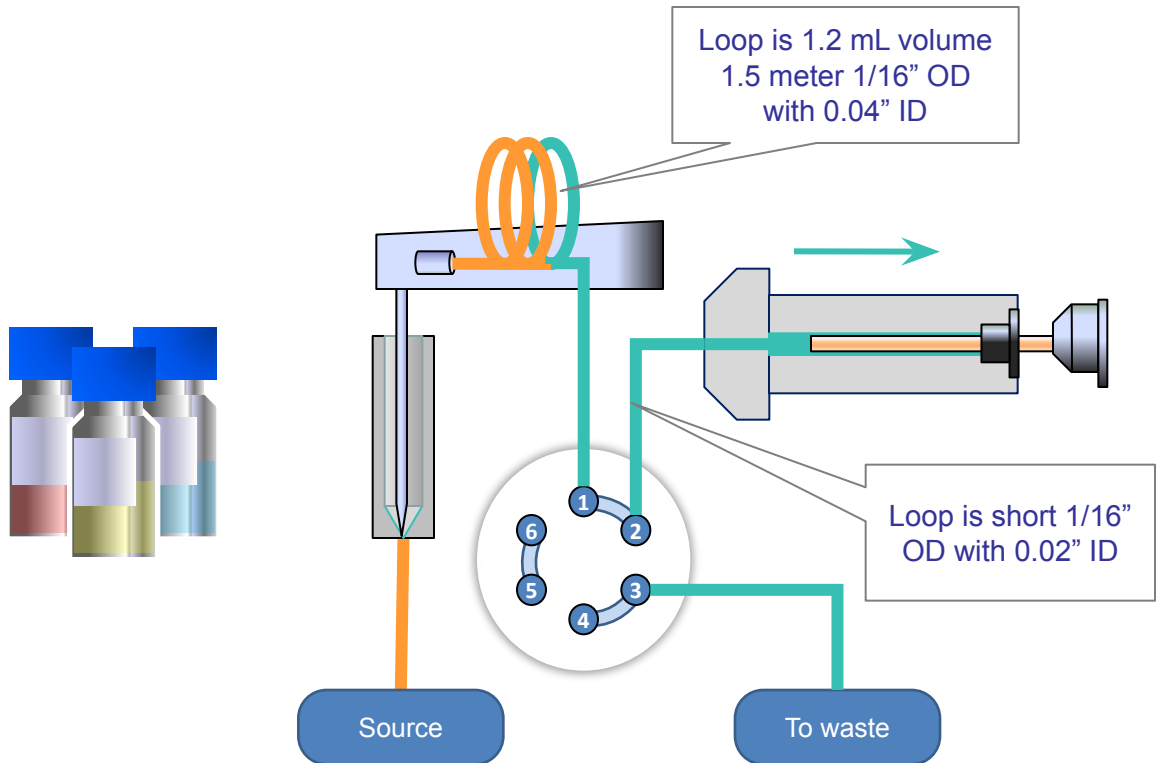 Loop is 1.2 mL volume
1.5 meter 1/16” OD
with 0.04” ID
1
2
6
5
3
4
Loop is short 1/16”
OD with 0.02” ID
Source
To waste